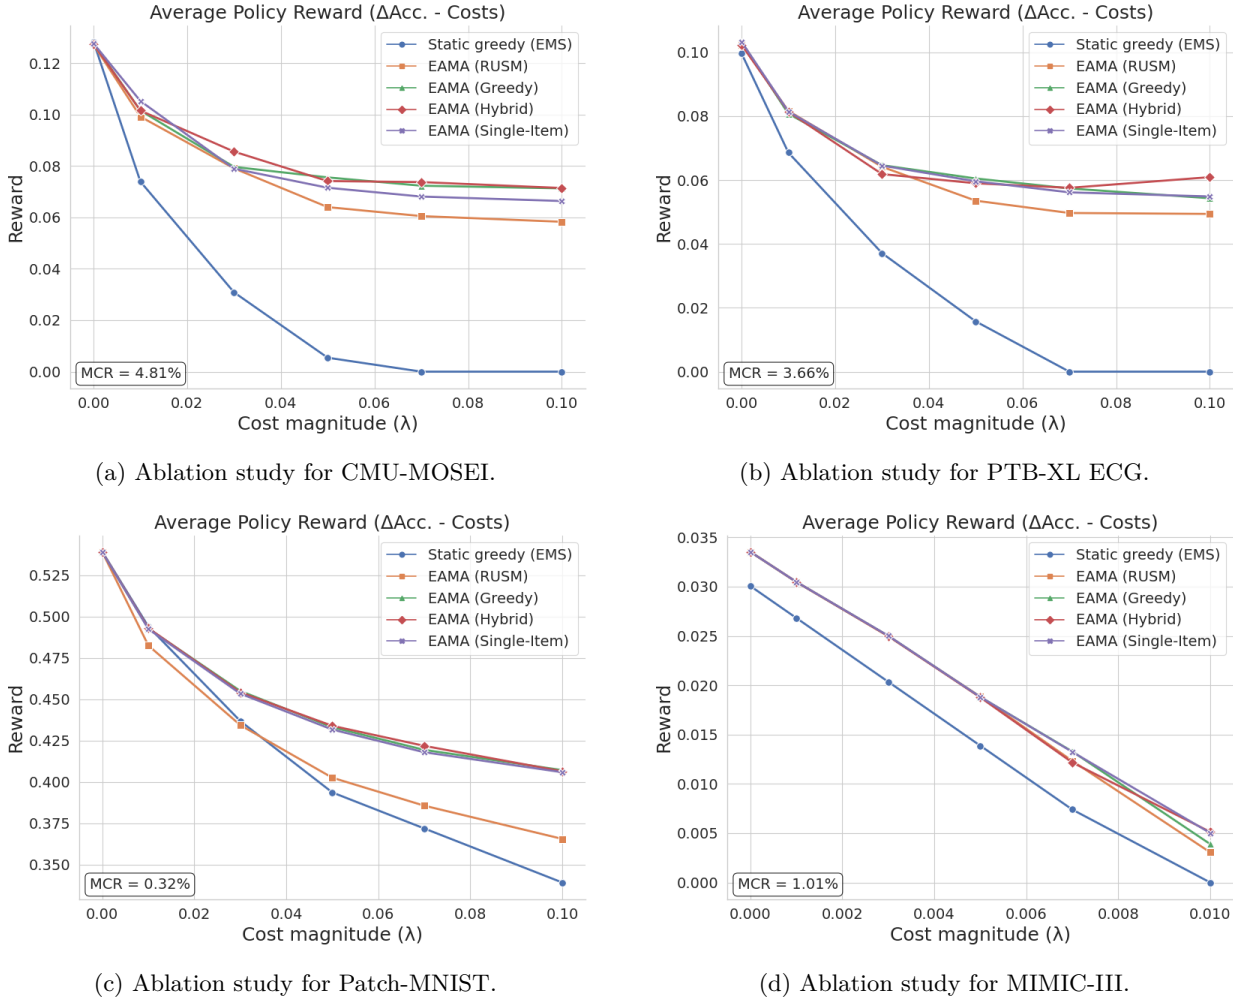 Average Policy Reward (ΔAcc. - Costs)
Reward
0.12
0.10
0.08
0.06
0.04
0.02
0.00
Static greedy (EMS)
EAMA (RUSM)
EAMA (Greedy)
EAMA (Hybrid)
EAMA (Single-Item)
MCR = 4.81%
0.00 0.02 0.04 0.06 0.08 0.10
Cost magnitude (λ)
(a) Ablation study for CMU-MOSEI.
Average Policy Reward (ΔAcc. - Costs)
Reward
0.10
0.08
0.06
0.04
0.02
0.00
Static greedy (EMS)
EAMA (RUSM)
EAMA (Greedy)
EAMA (Hybrid)
EAMA (Single-Item)
MCR = 3.66%
0.00 0.02 0.04 0.06 0.08 0.10
Cost magnitude (λ)
(b) Ablation study for PTB-XL ECG.
Average Policy Reward (ΔAcc. - Costs)
Reward
0.525
0.500
0.475
0.450
0.425
0.400
0.375
0.350
Static greedy (EMS)
EAMA (RUSM)
EAMA (Greedy)
EAMA (Hybrid)
EAMA (Single-Item)
MCR = 0.32%
0.00 0.02 0.04 0.06 0.08 0.10
Cost magnitude (λ)
(c) Ablation study for Patch-MNIST.
Average Policy Reward (ΔAcc. - Costs)
Reward
0.035
0.030
0.025
0.020
0.015
0.010
0.005
0.000
Static greedy (EMS)
EAMA (RUSM)
EAMA (Greedy)
EAMA (Hybrid)
EAMA (Single-Item)
MCR = 1.01%
0.000 0.002 0.004 0.006 0.008 0.010
Cost magnitude (λ)
(d) Ablation study for MIMIC-III.